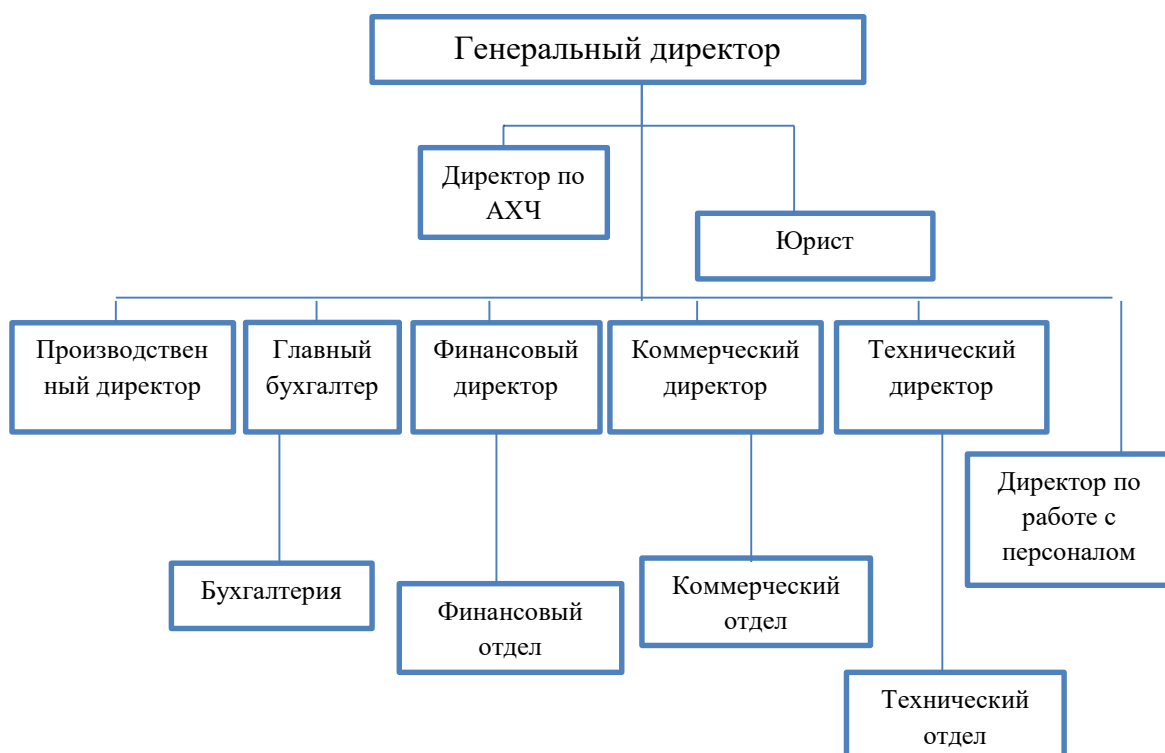 Генеральный директор
Директор по
АХЧ
Юрист
Производствен
ный директор
Главный
бухгалтер
Финансовый
директор
Коммерческий
директор
Технический
директор
Директор по
работе с
персоналом
Бухгалтерия
Финансовый
отдел
Коммерческий
отдел
Технический
отдел